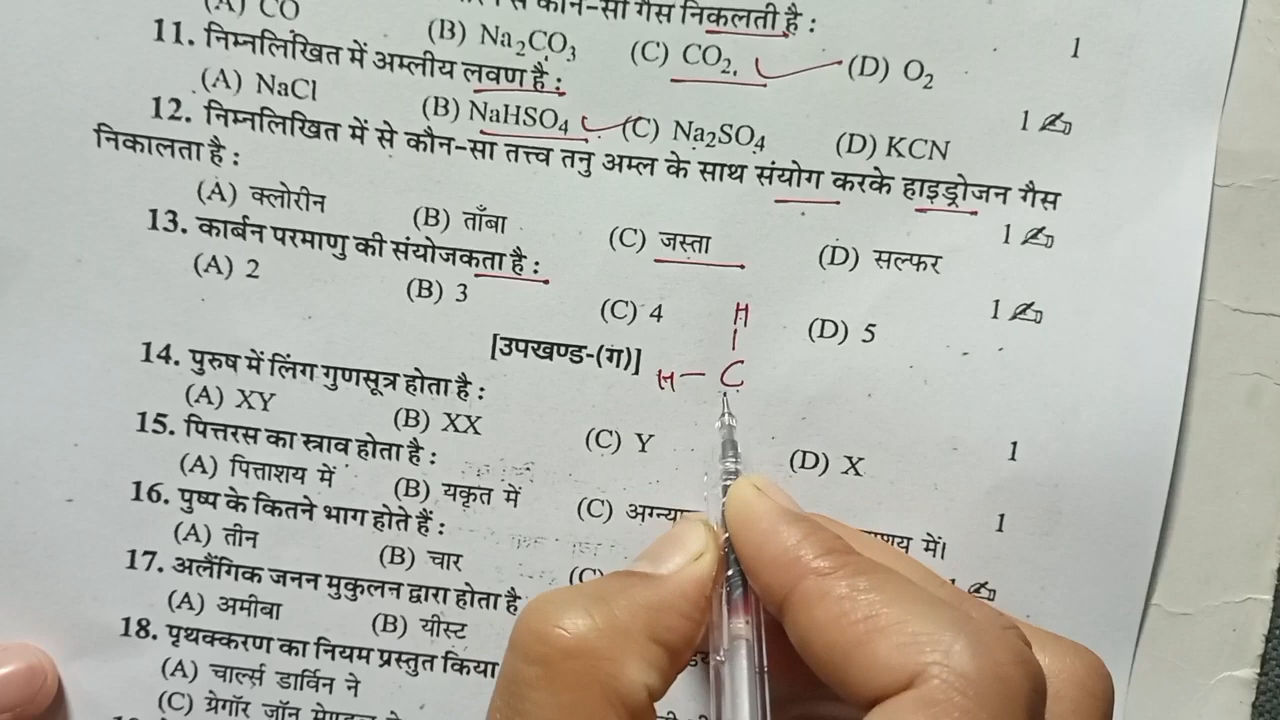 (A) CO
(B) Na₂CO₃ (C) CO₂. (D) O₂
कौन-सी गैस निकलती है : 1
11. निम्नलिखित में अम्लीय लवण है :
(A) NaCl (B) NaHSO₄ (C) Na₂SO₄ (D) KCN 1
12. निम्नलिखित में से कौन-सा तत्त्व तनु अम्ल के साथ संयोग करके हाइड्रोजन गैस
निकालता है :
(A) क्लोरीन (B) ताँबा (C) जस्ता (D) सल्फर 1
13. कार्बन परमाणु की संयोजकता है :
(A) 2 (B) 3 (C) 4 (D) 5 1
H
H – C
[उपखण्ड-(ग)]
14. पुरुष में लिंग गुणसूत्र होता है :
(A) XY (B) XX (C) Y (D) X 1
15. पित्तरस का स्राव होता है :
(A) पित्ताशय में (B) यकृत में (C) में। 1
16. पुष्प के कितने भाग होते हैं :
(A) तीन (B) चार (C) 1
17. अलैंगिक जनन मुकुलन द्वारा होता है
(A) अमीबा (B) यीस्ट
18. पृथक्करण का नियम प्रस्तुत किया
(A) चार्ल्स डार्विन ने
(C) ग्रेगॉर जॉन